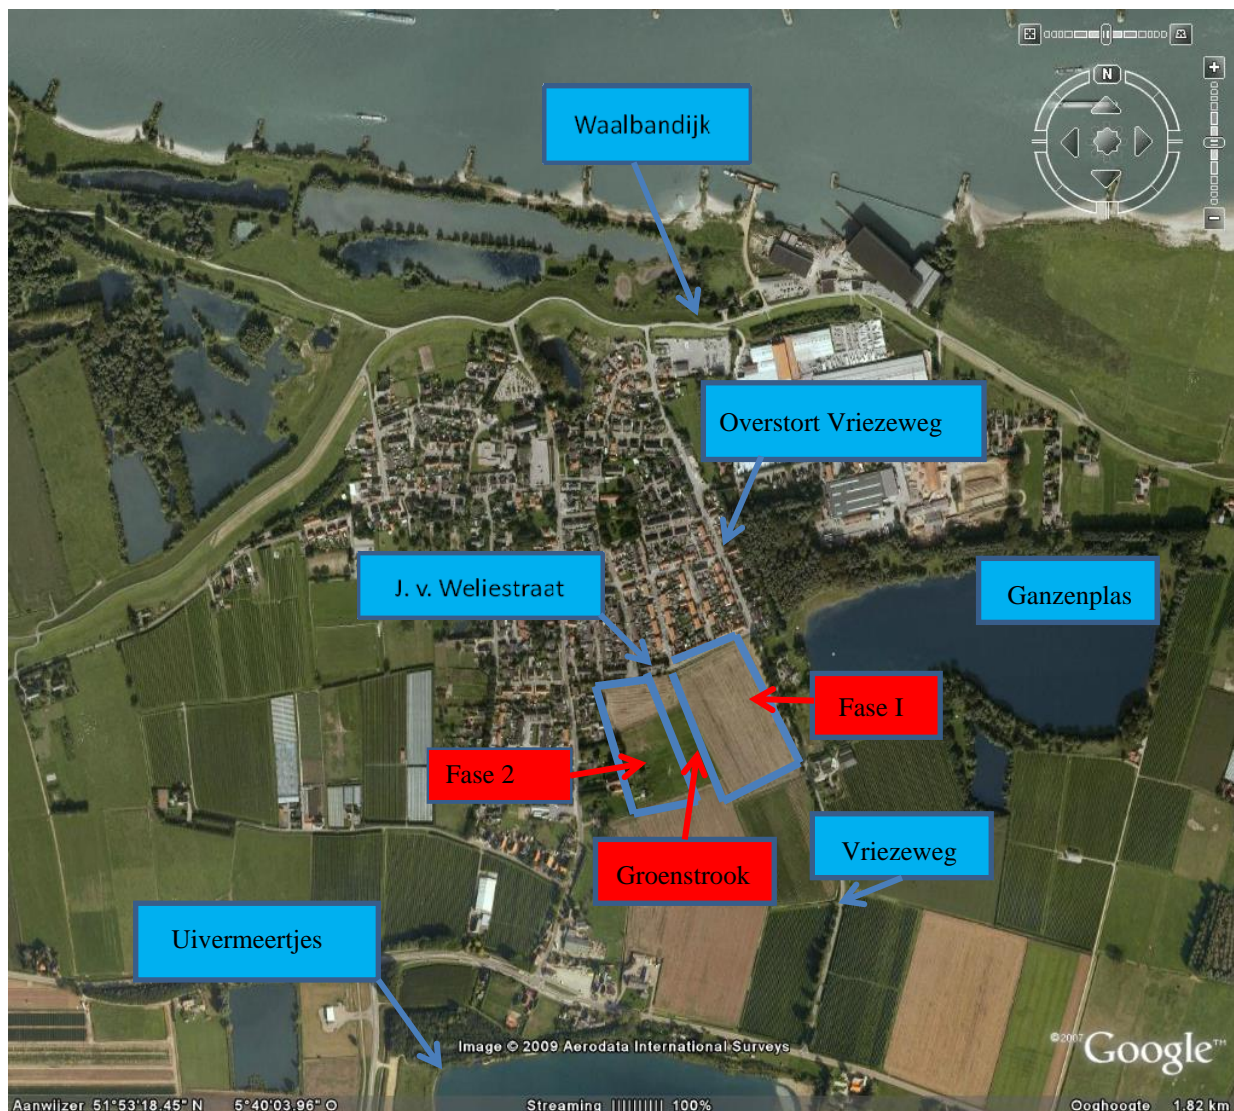 N
Waalbandijk
Overstort Vriezeweg
J. v. Weliestraat
Ganzenplas
Fase I
Fase 2
Groenstrook
Vriezeweg
Uivermeertjes
Image © 2009 Aerodata International Surveys
©2007 Google™
Aanwijzer 51°53'18.45" N 5°40'03.96" O Streaming ||||||||| 100% Ooghoogte 1.82 km